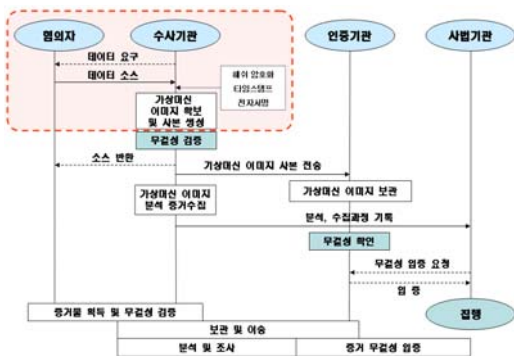 혐의자
수사기관
인증기관
사법기관
데이터 요구
데이터 소스
해쉬 암호화
타임스탬프
전자서명
가상머신
이미지 확보
및 사본 생성
무결성 검증
소스 반환
가상머신 이미지 사본 전송
가상머신 이미지
분석 증거수집
가상머신 이미지 보관
분석, 수집과정 기록
무결성 확인
무결성 입증 요청
입 증
집행
증거물 획득 및 무결성 검증
보관 및 이송
분석 및 조사
증거 무결성 입증